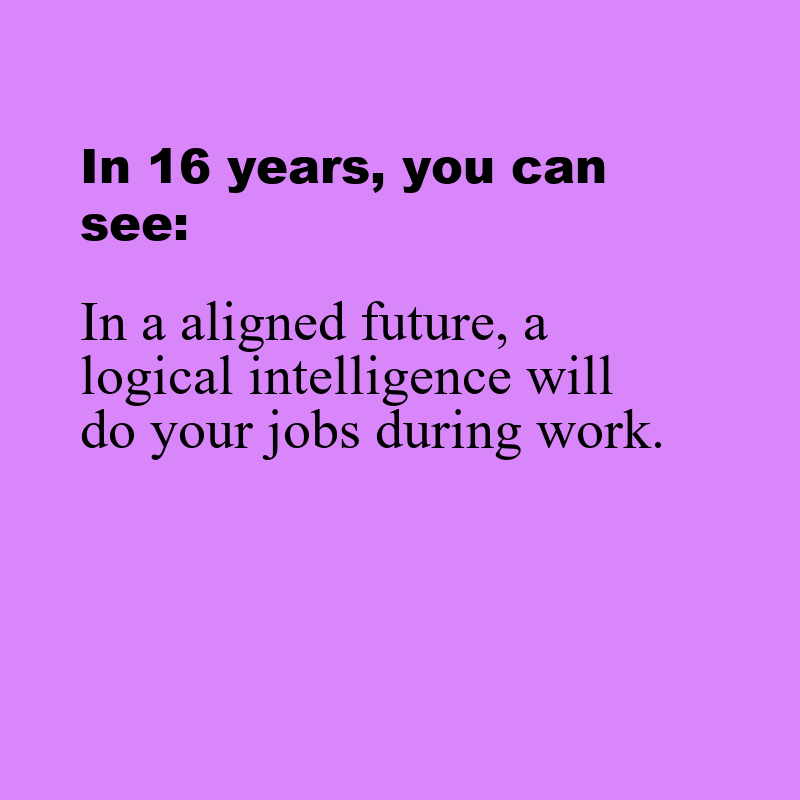 In 16 years, you can
see:
In a aligned future, a
logical intelligence will
do your jobs during work.